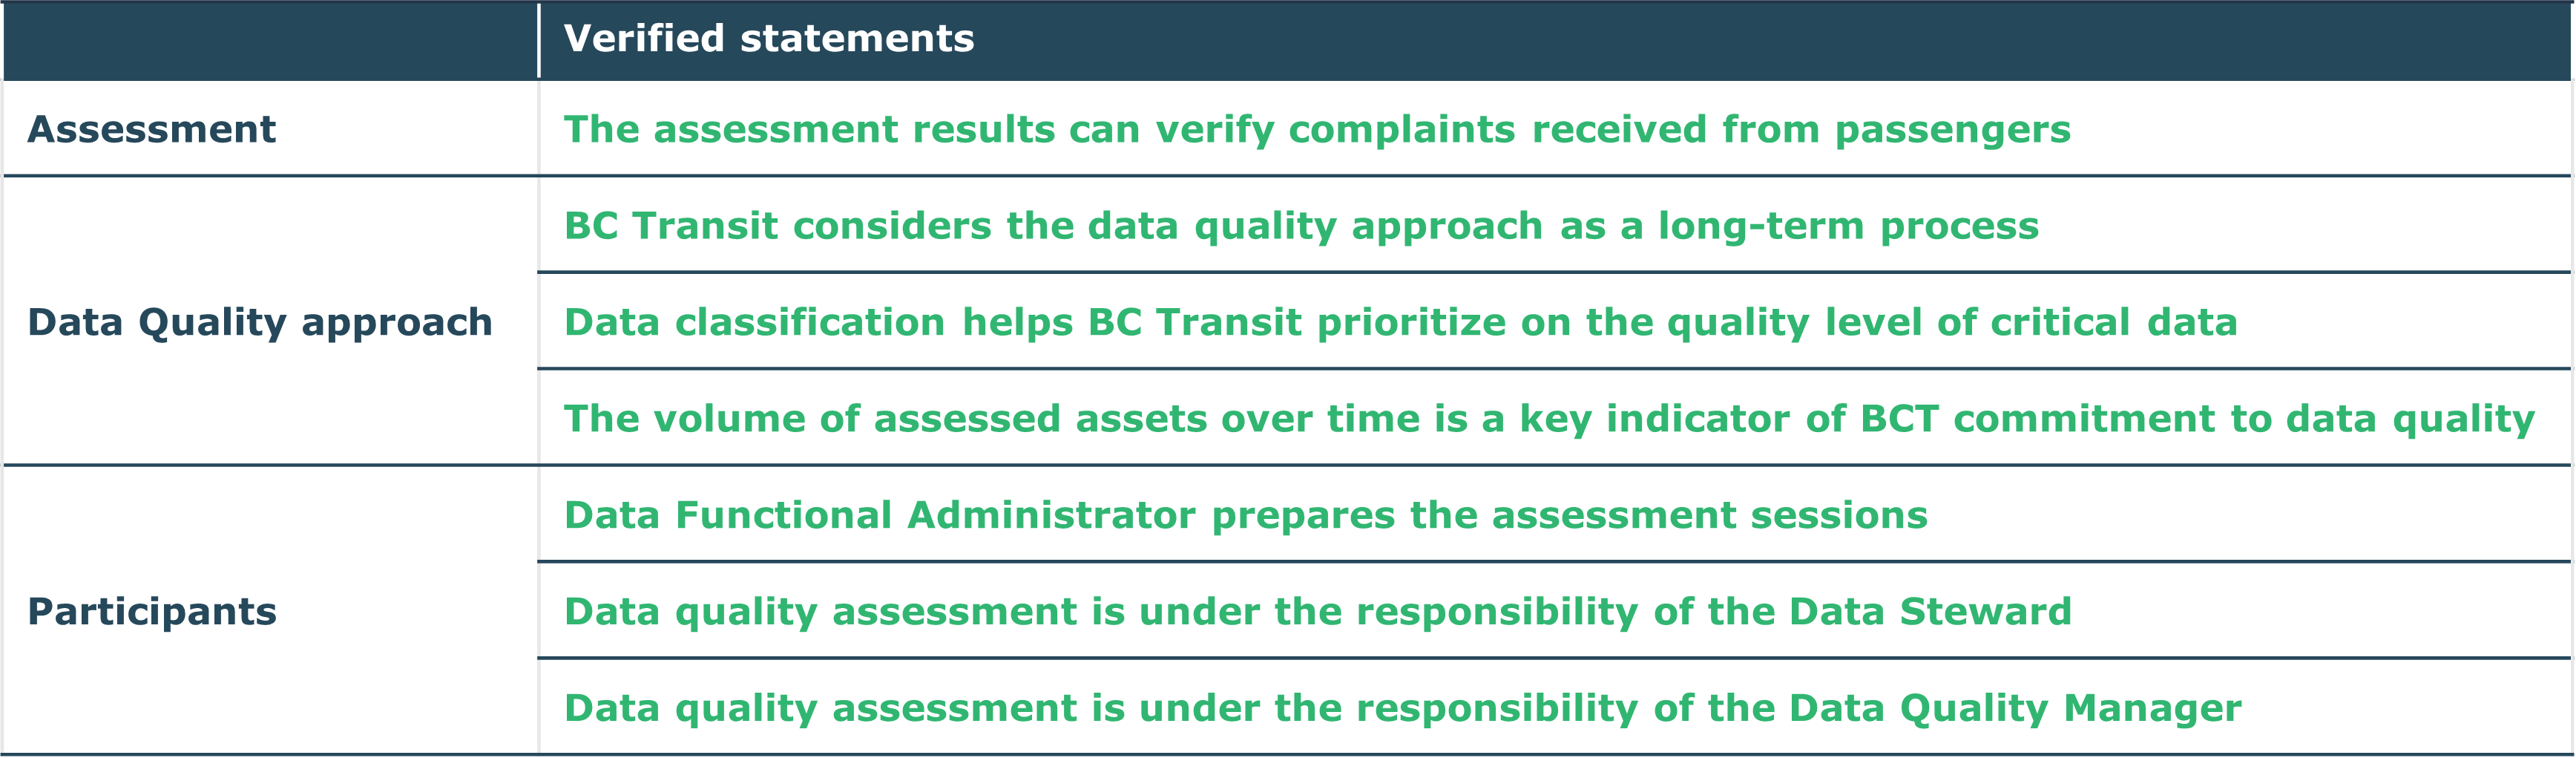 Verified statements
Assessment
The assessment results can verify complaints received from passengers
Data Quality approach
BC Transit considers the data quality approach as a long-term process
Data classification helps BC Transit prioritize on the quality level of critical data
The volume of assessed assets over time is a key indicator of BCT commitment to data quality
Participants
Data Functional Administrator prepares the assessment sessions
Data quality assessment is under the responsibility of the Data Steward
Data quality assessment is under the responsibility of the Data Quality Manager